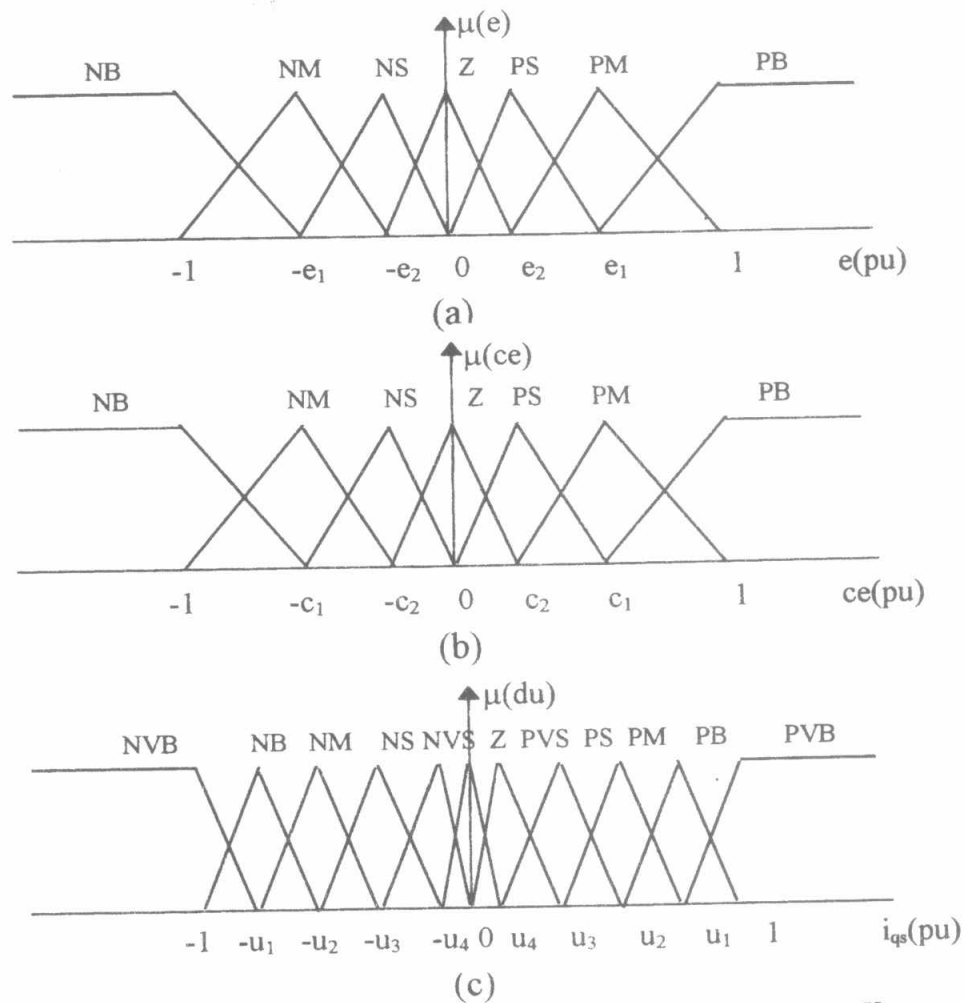 μ(e)
NB NM NS Z PS PM PB
-1 -e₁ -e₂ 0 e₂ e₁ 1 e(pu)
(a)
μ(ce)
NB NM NS Z PS PM PB
-1 -c₁ -c₂ 0 c₂ c₁ 1 ce(pu)
(b)
μ(du)
NVB NB NM NS NVS Z PVS PS PM PB PVB
-1 -u₁ -u₂ -u₃ -u₄ 0 u₄ u₃ u₂ u₁ 1 i_qs(pu)
(c)